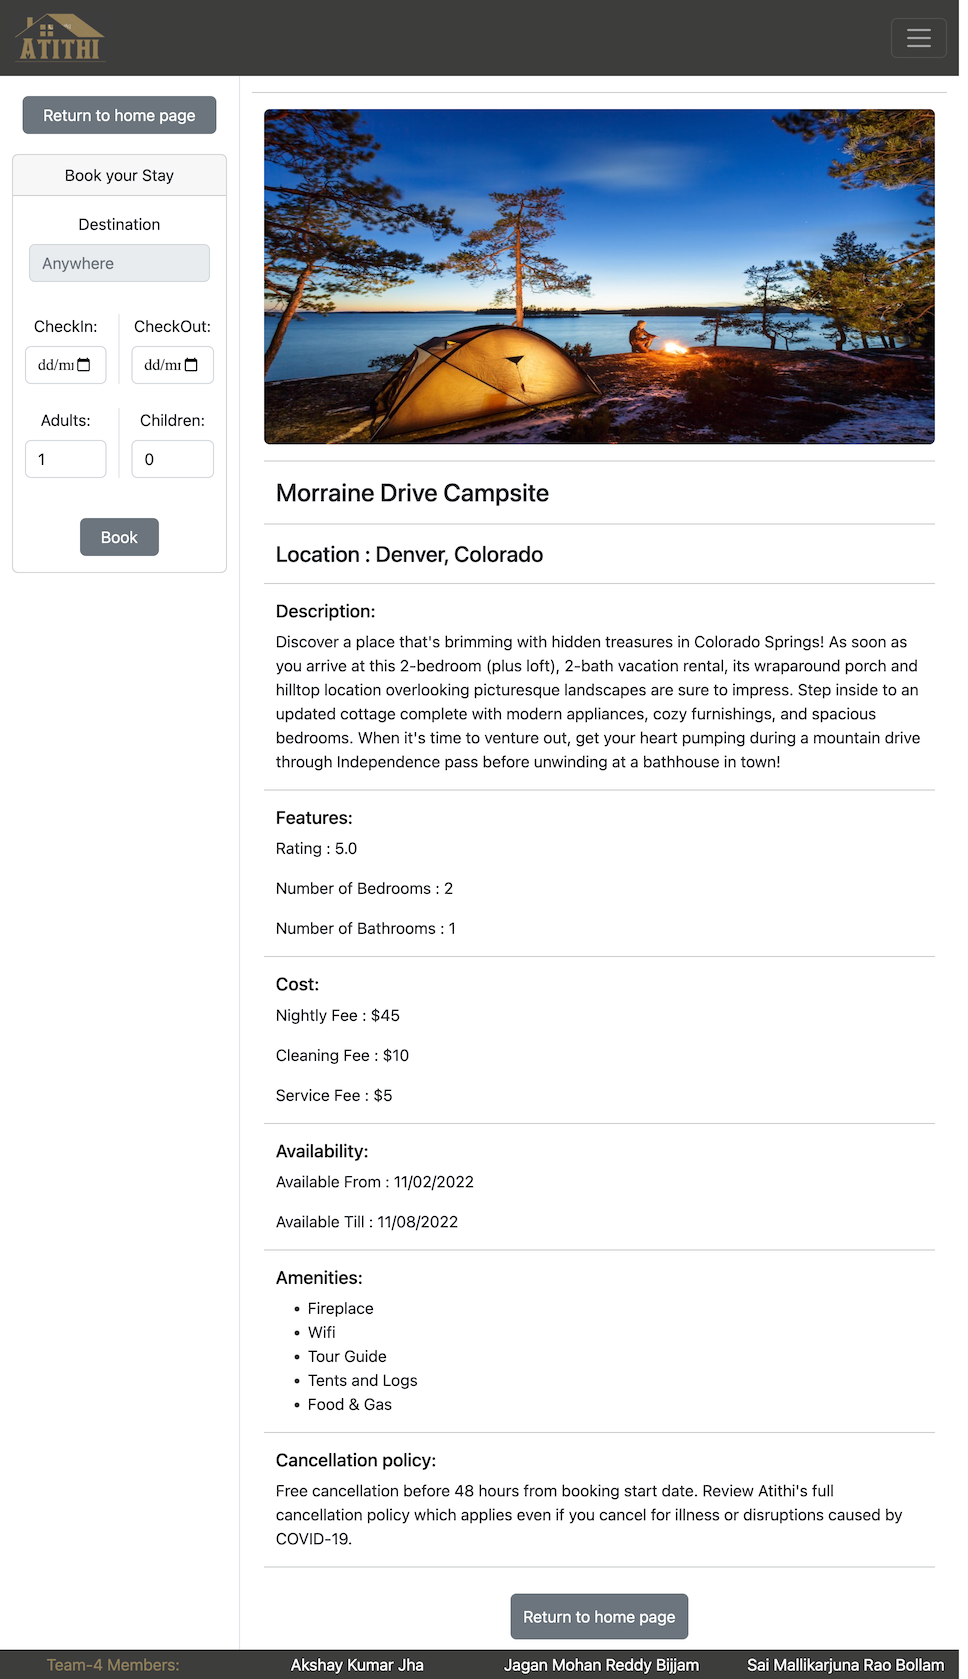 ATITHI
Return to home page
Book your Stay
Destination
Anywhere
CheckIn: CheckOut:
dd/m dd/m
Adults: Children:
1 0
Book
Morraine Drive Campsite
Location : Denver, Colorado
Description:
Discover a place that's brimming with hidden treasures in Colorado Springs! As soon as
you arrive at this 2-bedroom (plus loft), 2-bath vacation rental, its wraparound porch and
hilltop location overlooking picturesque landscapes are sure to impress. Step inside to an
updated cottage complete with modern appliances, cozy furnishings, and spacious
bedrooms. When it's time to venture out, get your heart pumping during a mountain drive
through Independence pass before unwinding at a bathhouse in town!
Features:
Rating : 5.0
Number of Bedrooms : 2
Number of Bathrooms : 1
Cost:
Nightly Fee : $45
Cleaning Fee : $10
Service Fee : $5
Availability:
Available From : 11/02/2022
Available Till : 11/08/2022
Amenities:
• Fireplace
• Wifi
• Tour Guide
• Tents and Logs
• Food & Gas
Cancellation policy:
Free cancellation before 48 hours from booking start date. Review Atithi's full
cancellation policy which applies even if you cancel for illness or disruptions caused by
COVID-19.
Return to home page
Team-4 Members: Akshay Kumar Jha Jagan Mohan Reddy Bijjam Sai Mallikarjuna Rao Bollam